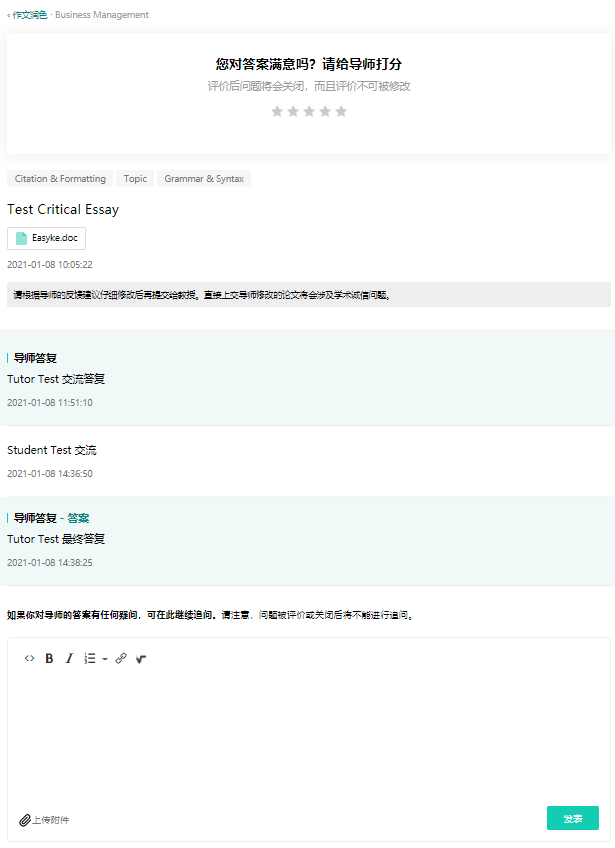 ‹ 作文润色 - Business Management
您对答案满意吗？请给导师打分
评价后问题将会关闭，而且评价不可被修改
Citation & Formatting Topic Grammar & Syntax
Test Critical Essay
Easyke.doc
2021-01-08 10:05:22
请根据导师的反馈建议仔细修改后再提交给教授。直接上交导师修改的论文将会涉及学术诚信问题。
导师答复
Tutor Test 交流答复
2021-01-08 11:51:10
Student Test 交流
2021-01-08 14:36:50
导师答复 - 答案
Tutor Test 最终答复
2021-01-08 14:38:25
如果你对导师的答案有任何疑问，可在此继续追问。请注意，问题被评价或关闭后将不能进行追问。
上传附件
发表